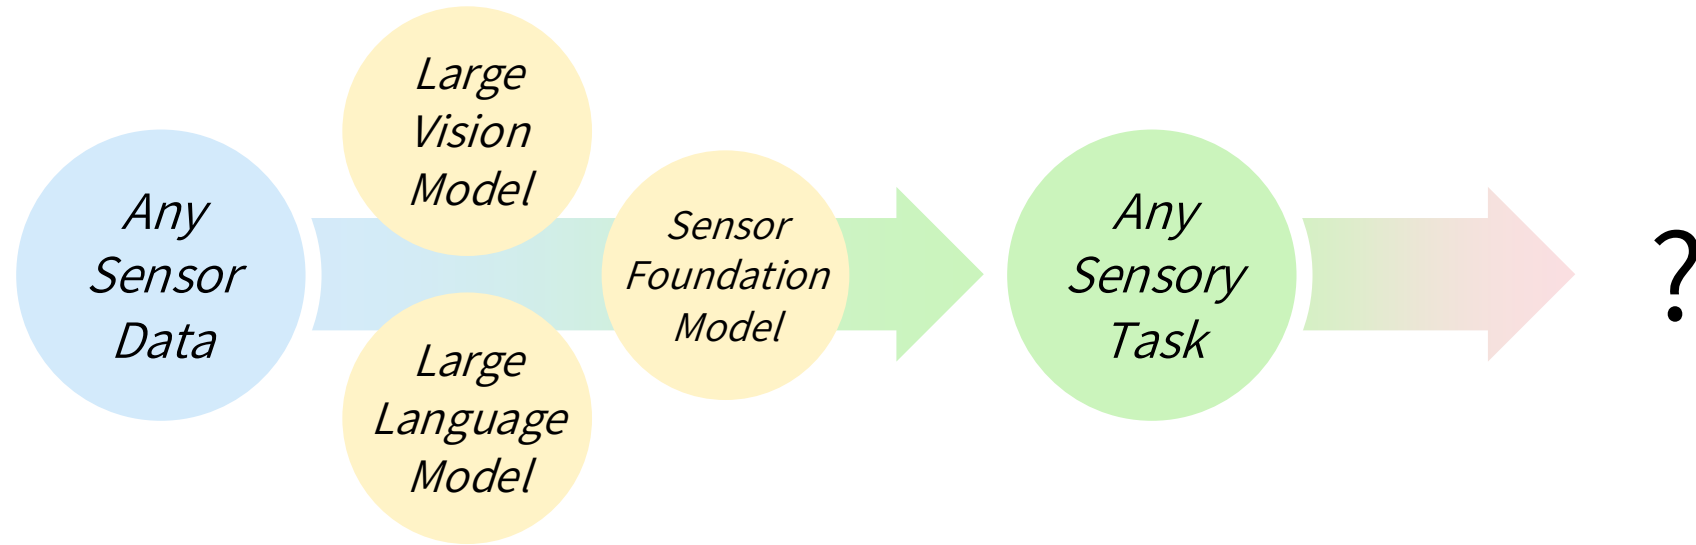 Any
Sensor
Data
Large
Vision
Model
Large
Language
Model
Sensor
Foundation
Model
Any
Sensory
Task
?